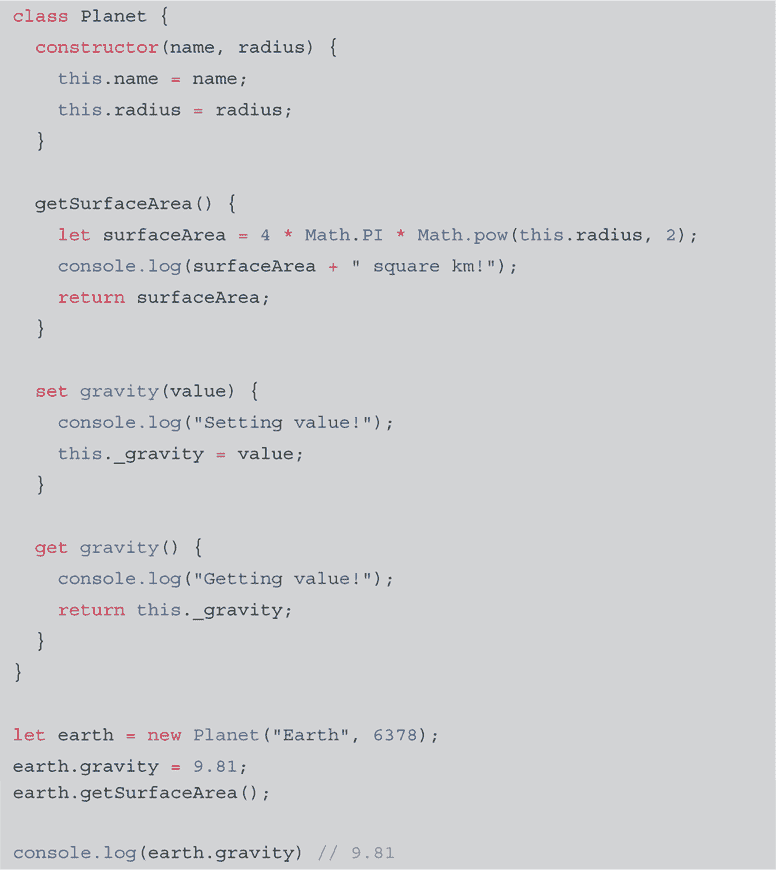 class Planet {
  constructor(name, radius) {
    this.name = name;
    this.radius = radius;
  }

  getSurfaceArea() {
    let surfaceArea = 4 * Math.PI * Math.pow(this.radius, 2);
    console.log(surfaceArea + " square km!");
    return surfaceArea;
  }

  set gravity(value) {
    console.log("Setting value!");
    this._gravity = value;
  }

  get gravity() {
    console.log("Getting value!");
    return this._gravity;
  }
}

let earth = new Planet("Earth", 6378);
earth.gravity = 9.81;
earth.getSurfaceArea();

console.log(earth.gravity) // 9.81